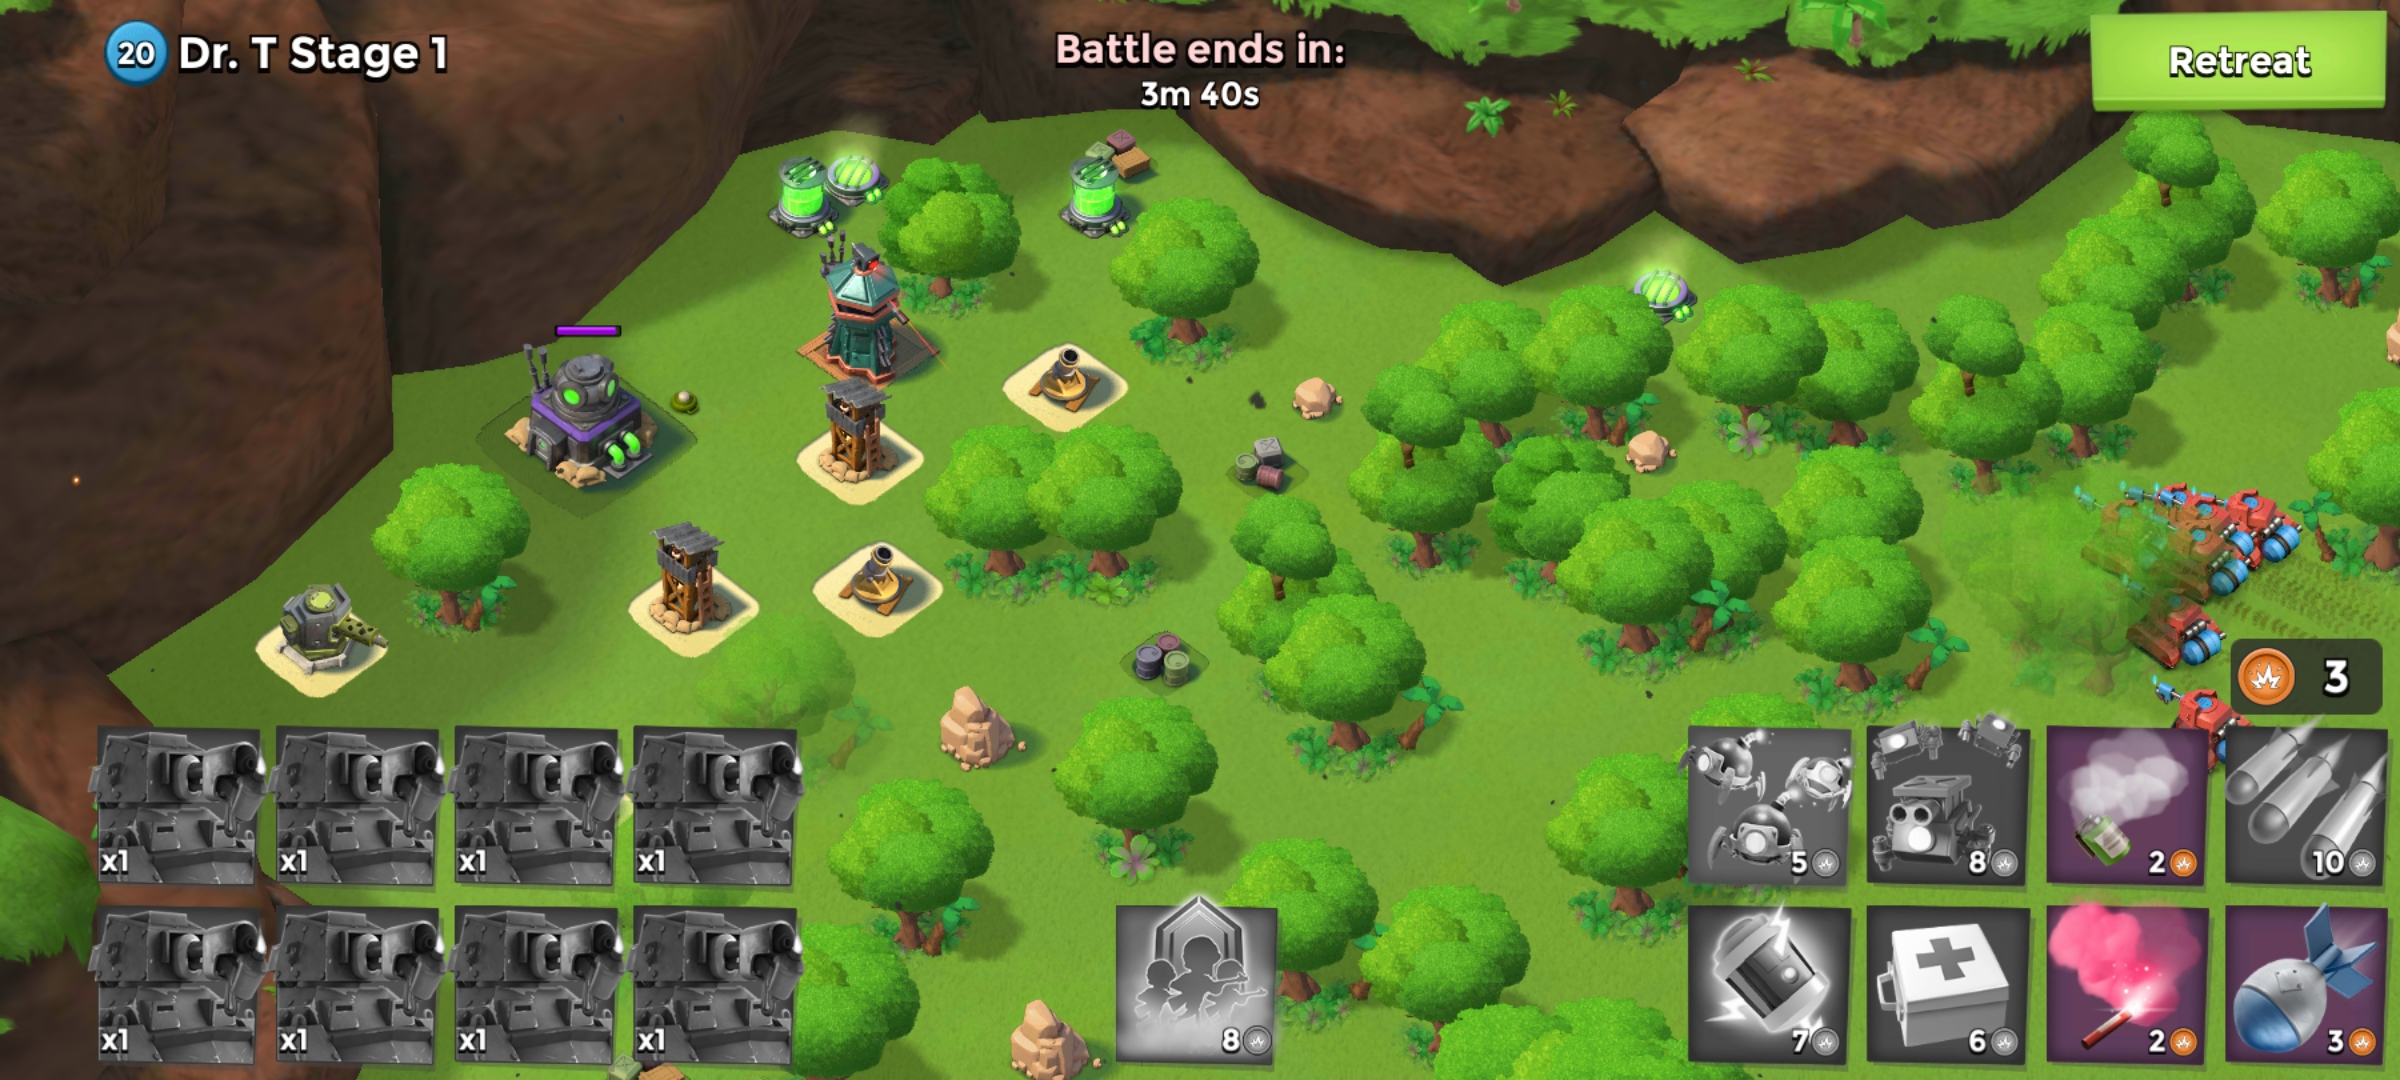 20 Dr. T Stage 1
Battle ends in:
3m 40s
Retreat
3
x1 x1 x1 x1
5 8 2 10
x1 x1 x1 x1
8
7 6 2 3